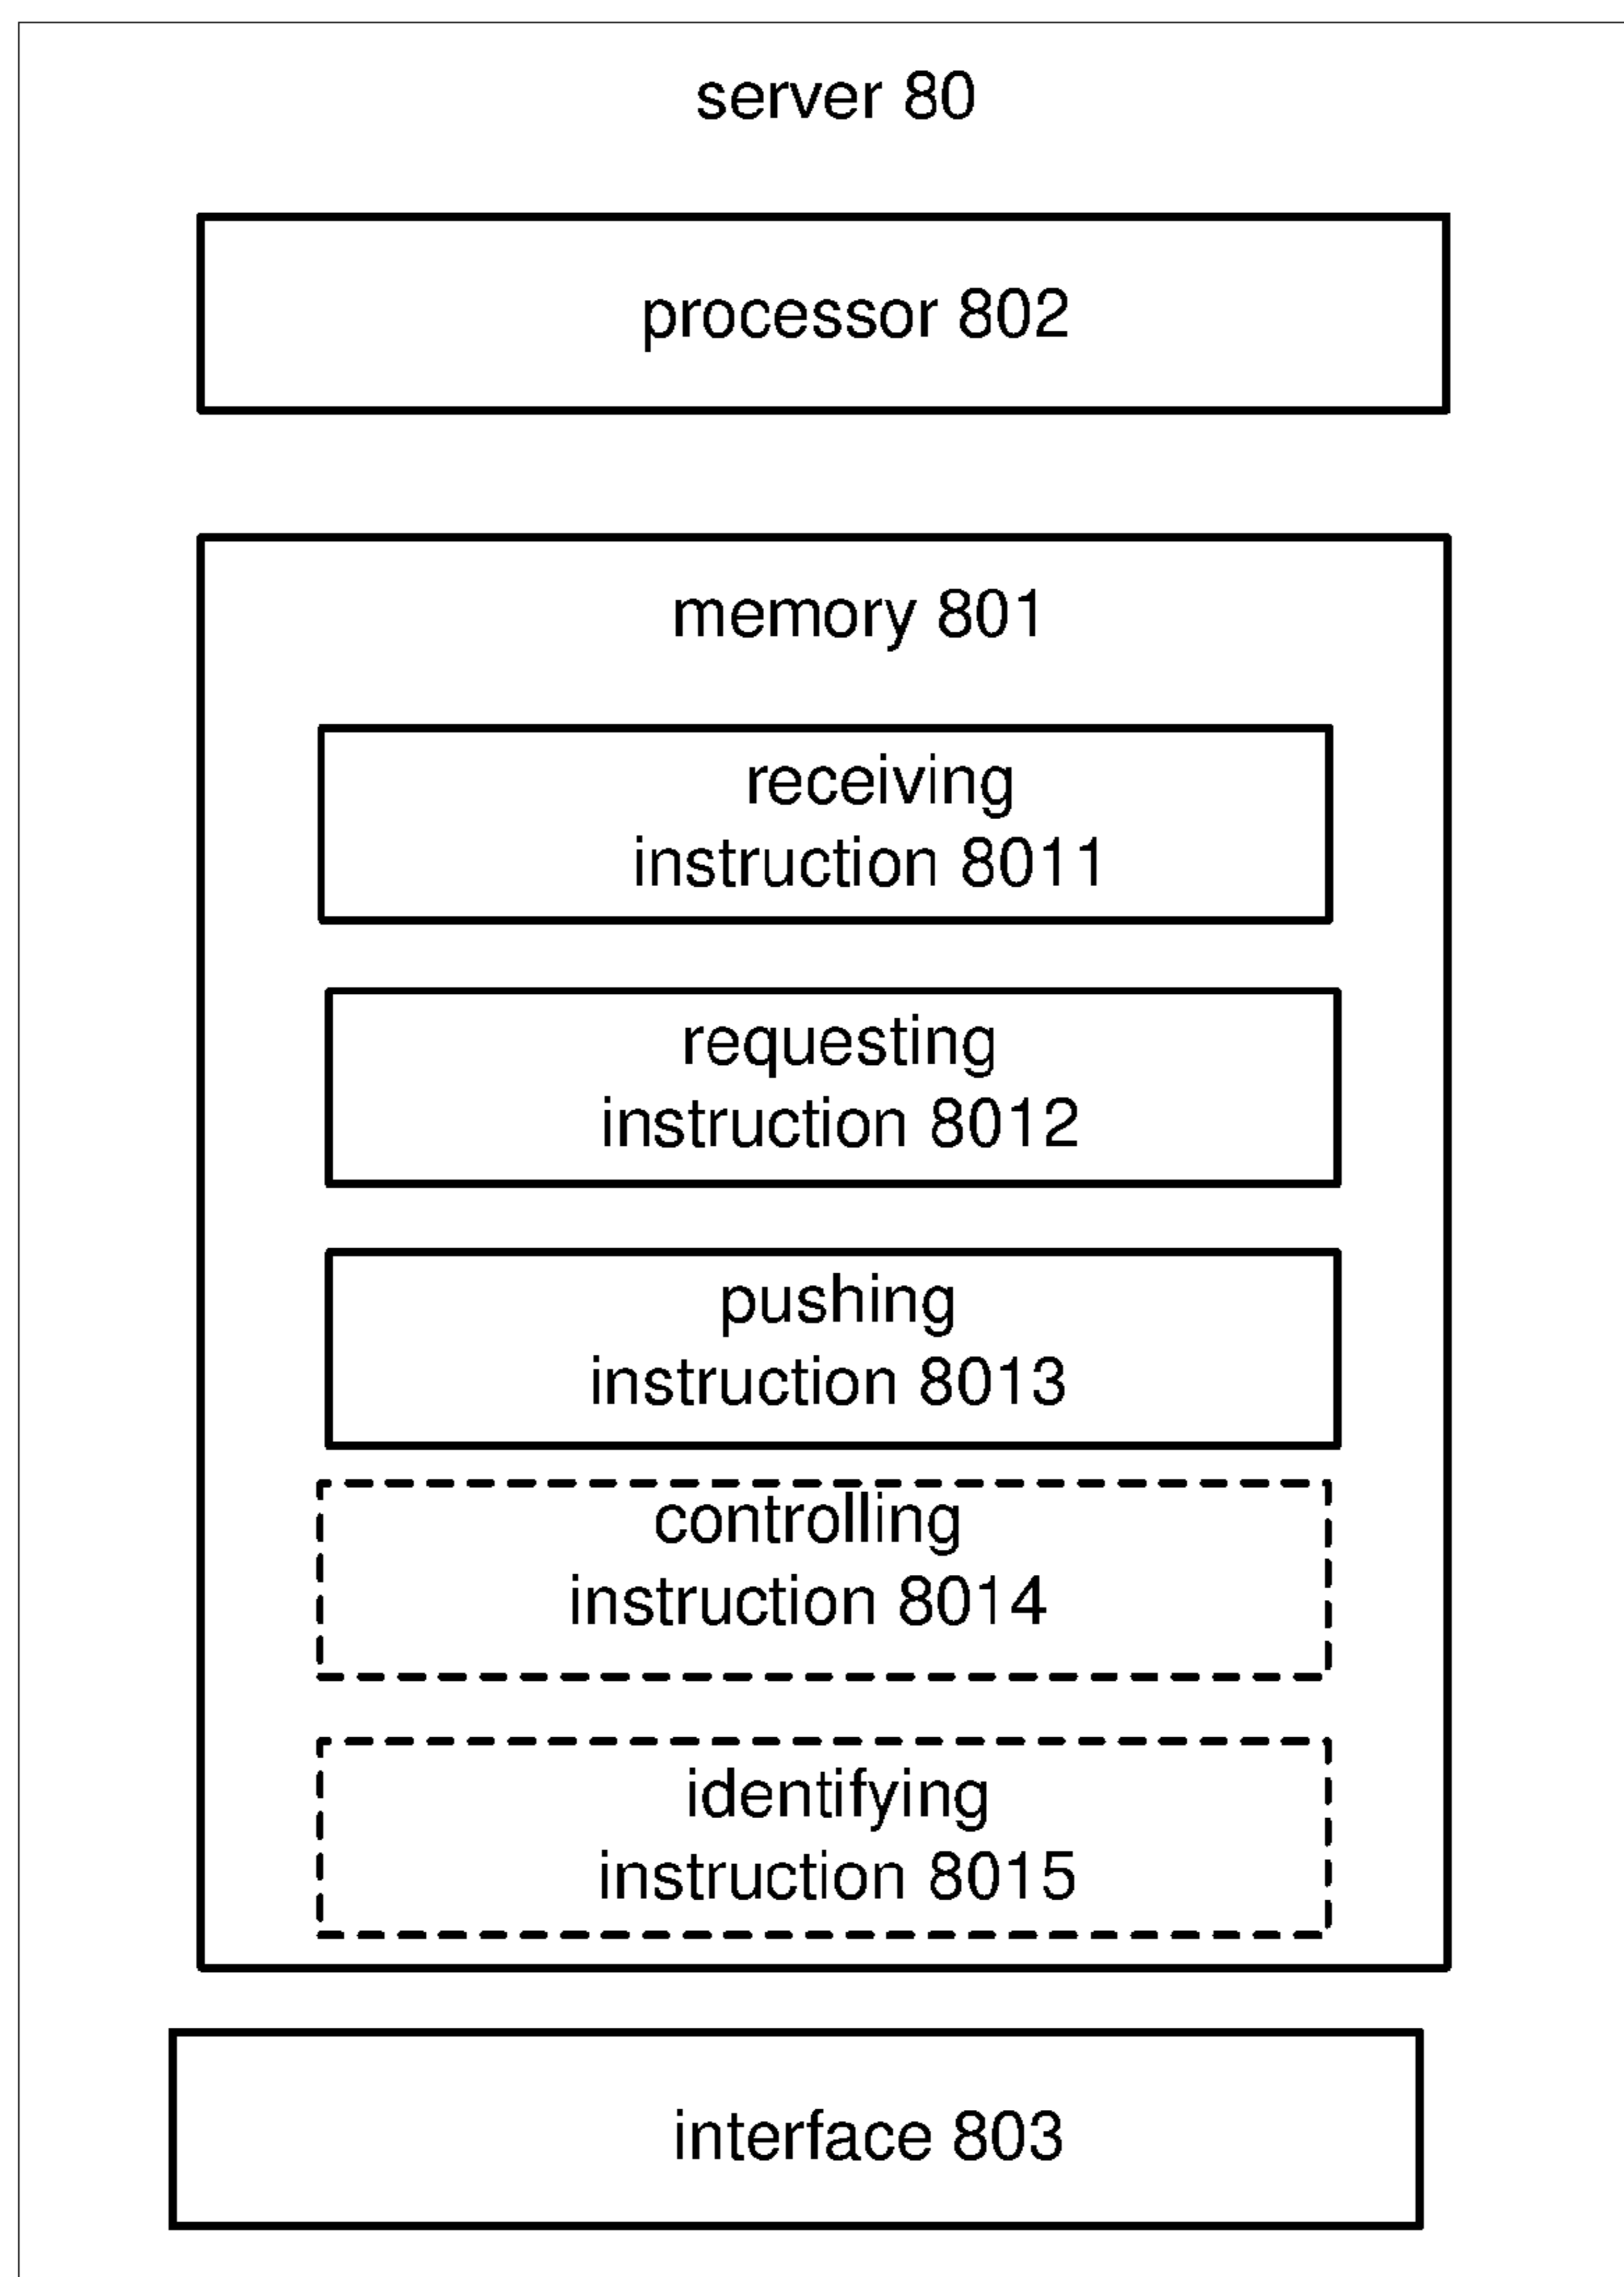 server 80
processor 802
memory 801
receiving
instruction 8011
requesting
instruction 8012
pushing
instruction 8013
controlling
instruction 8014
identifying
instruction 8015
interface 803